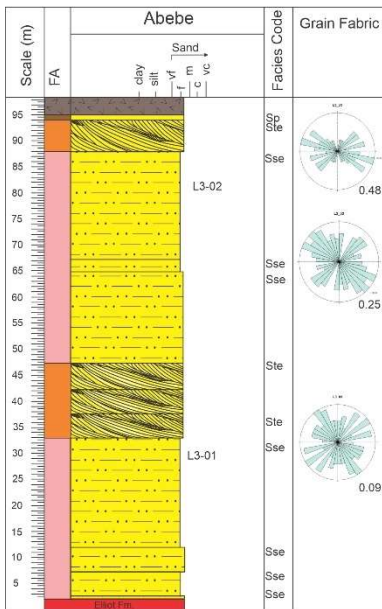 Abebe
Scale (m)
FA
Sand
clay
silt
vf
f
m
c
vc
Facies Code
Grain Fabric
95
90
85
80
75
70
65
60
55
50
45
40
35
30
25
20
15
10
5
L3-02
L3-01
Sp
Ste
Sse
Sse
Sse
Ste
Ste
Sse
Sse
Sse
Sse
0.48
0.25
0.09
Elliot Fm.